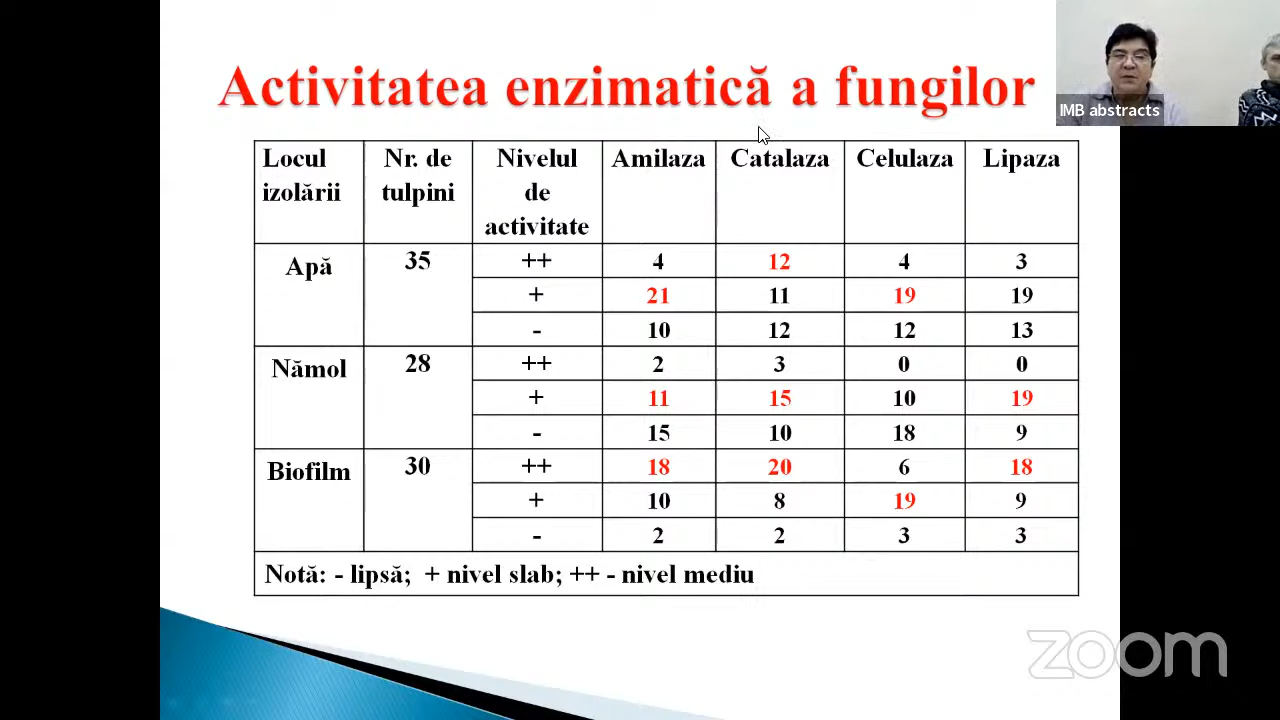 Activitatea enzimatică a fungilor
IMB abstracts
Locul izolării Nr. de tulpini Nivelul de activitate Amilaza Catalaza Celulaza Lipaza
Apă 35 ++ 4 12 4 3
+ 21 11 19 19
- 10 12 12 13
Nămol 28 ++ 2 3 0 0
+ 11 15 10 19
- 15 10 18 9
Biofilm 30 ++ 18 20 6 18
+ 10 8 19 9
- 2 2 3 3
Notă: - lipsă; + nivel slab; ++ - nivel mediu
zoom